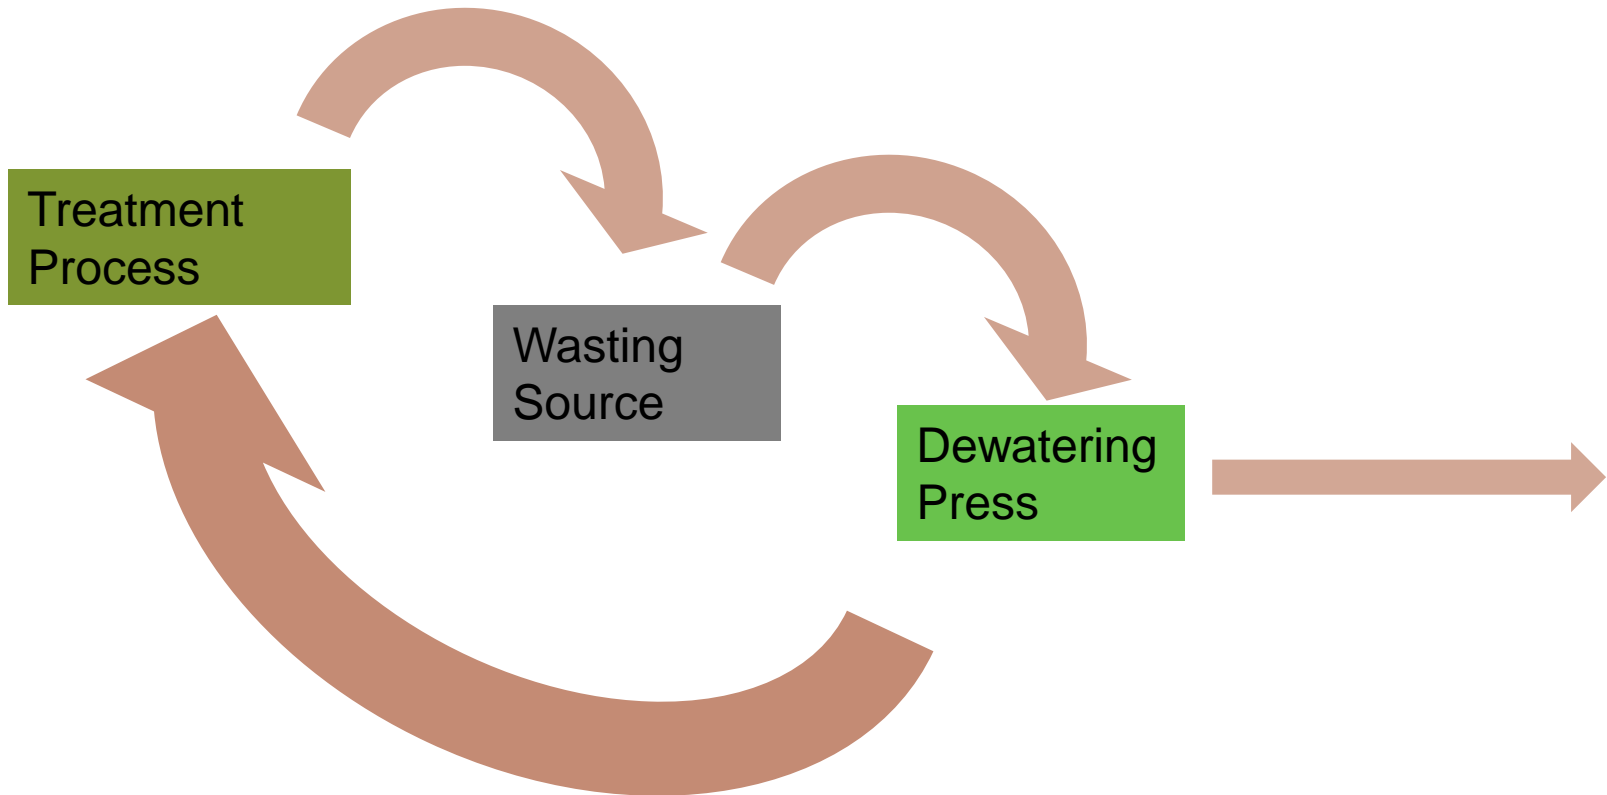 Treatment
Process
Wasting
Source
Dewatering
Press